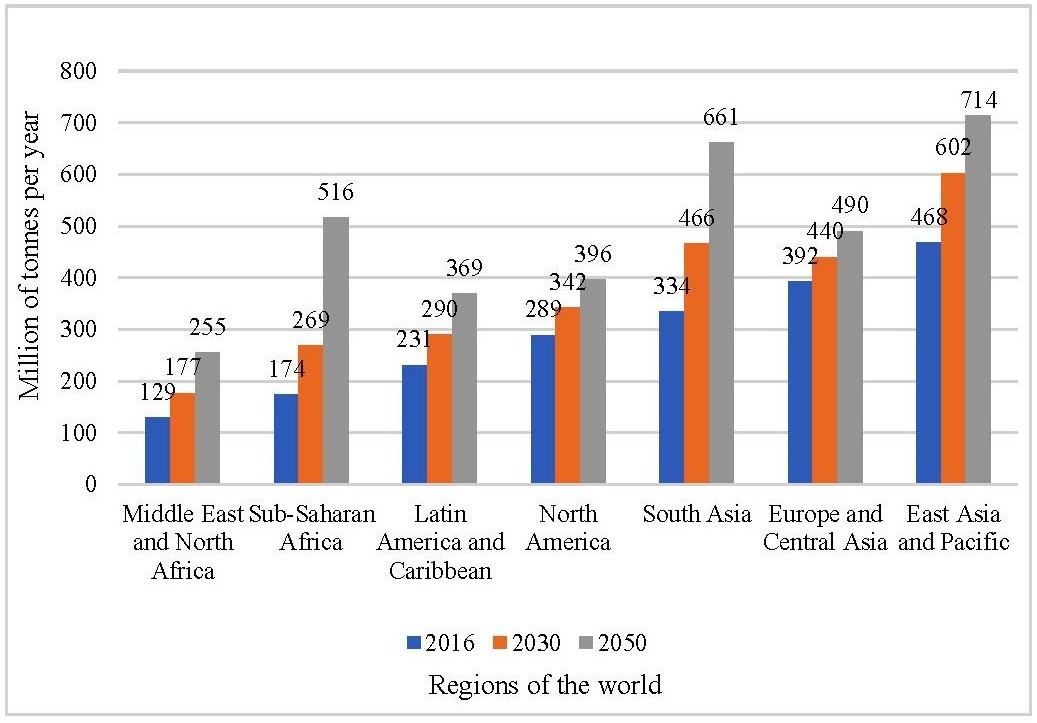 Million of tonnes per year
800
700
600
500
400
300
200
100
0
129
177
255
174
269
516
231
290
369
289
342
396
334
466
661
392
440
490
468
602
714
Middle East
and North
Africa
Sub-Saharan
Africa
Latin
America and
Caribbean
North
America
South Asia
Europe and
Central Asia
East Asia
and Pacific
2016 2030 2050
Regions of the world